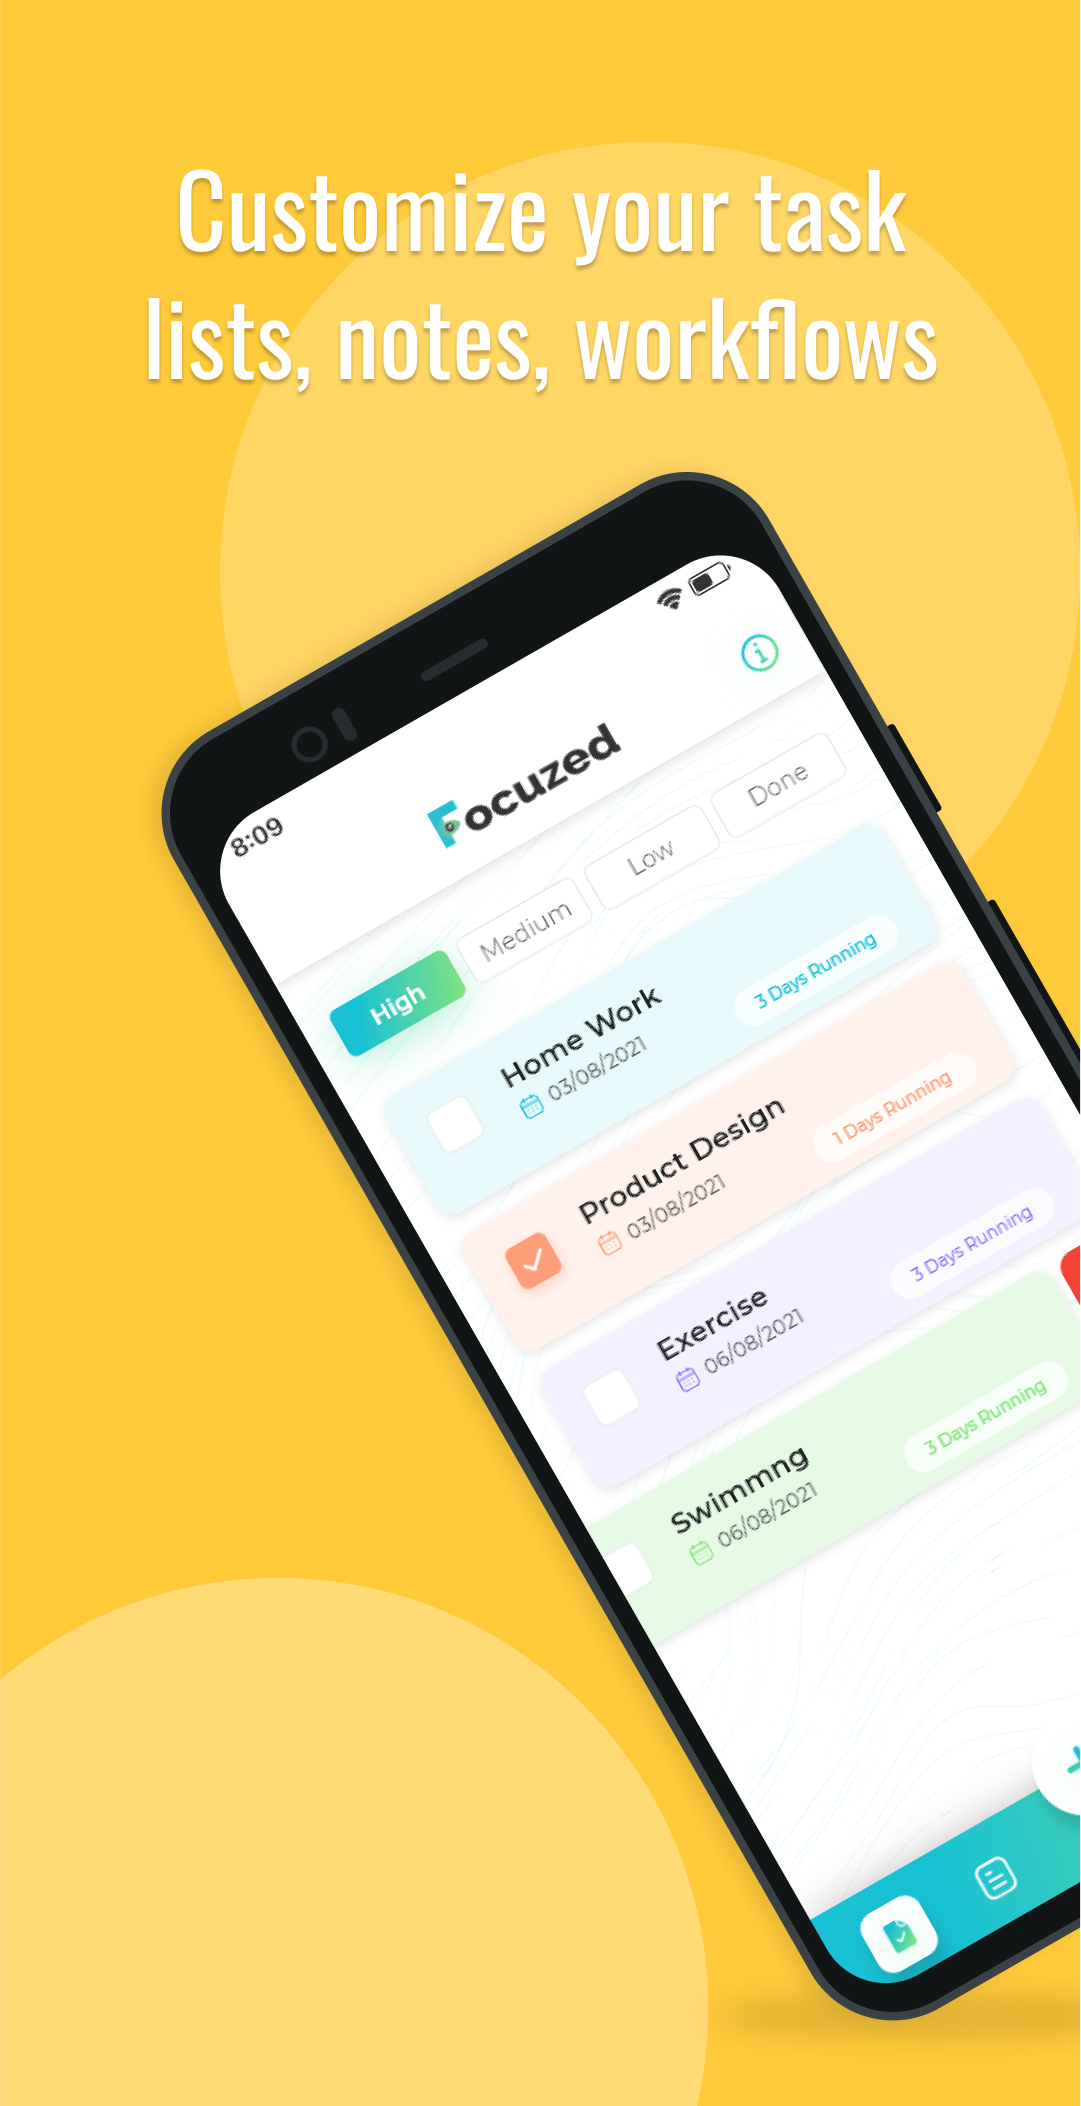 Customize your task
lists, notes, workflows
8:09
Focuzed
High
Medium
Low
Done
Home Work
03/08/2021
3 Days Running
Product Design
03/08/2021
1 Days Running
Exercise
06/08/2021
3 Days Running
Swimmng
06/08/2021
3 Days Running